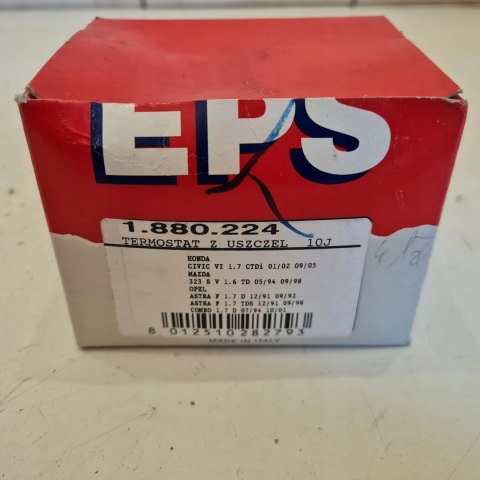 EPS
1.880.224
TERMOSTAT Z USZCZEL 10J
HONDA
CIVIC VI 1.7 CTDi 01/02 09/05
MAZDA
323 S V 1.6 TD 05/94 09/98
OPEL
ASTRA F 1.7 D 12/91 09/92
ASTRA F 1.7 TDS 12/91 09/98
COMBO 1.7 D 07/94 10/01
8 012510 282793
MADE IN ITALY